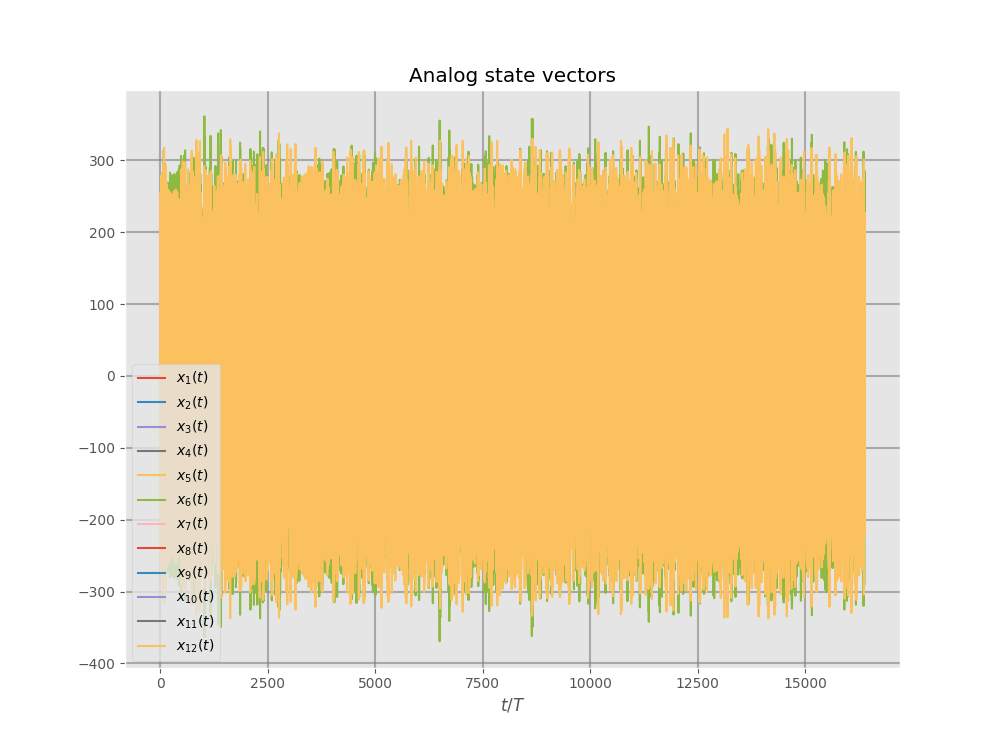 Analog state vectors
300
200
100
0
−100
−200
−300
−400
x₁(t)
x₂(t)
x₃(t)
x₄(t)
x₅(t)
x₆(t)
x₇(t)
x₈(t)
x₉(t)
x₁₀(t)
x₁₁(t)
x₁₂(t)
0 2500 5000 7500 10000 12500 15000
t/T